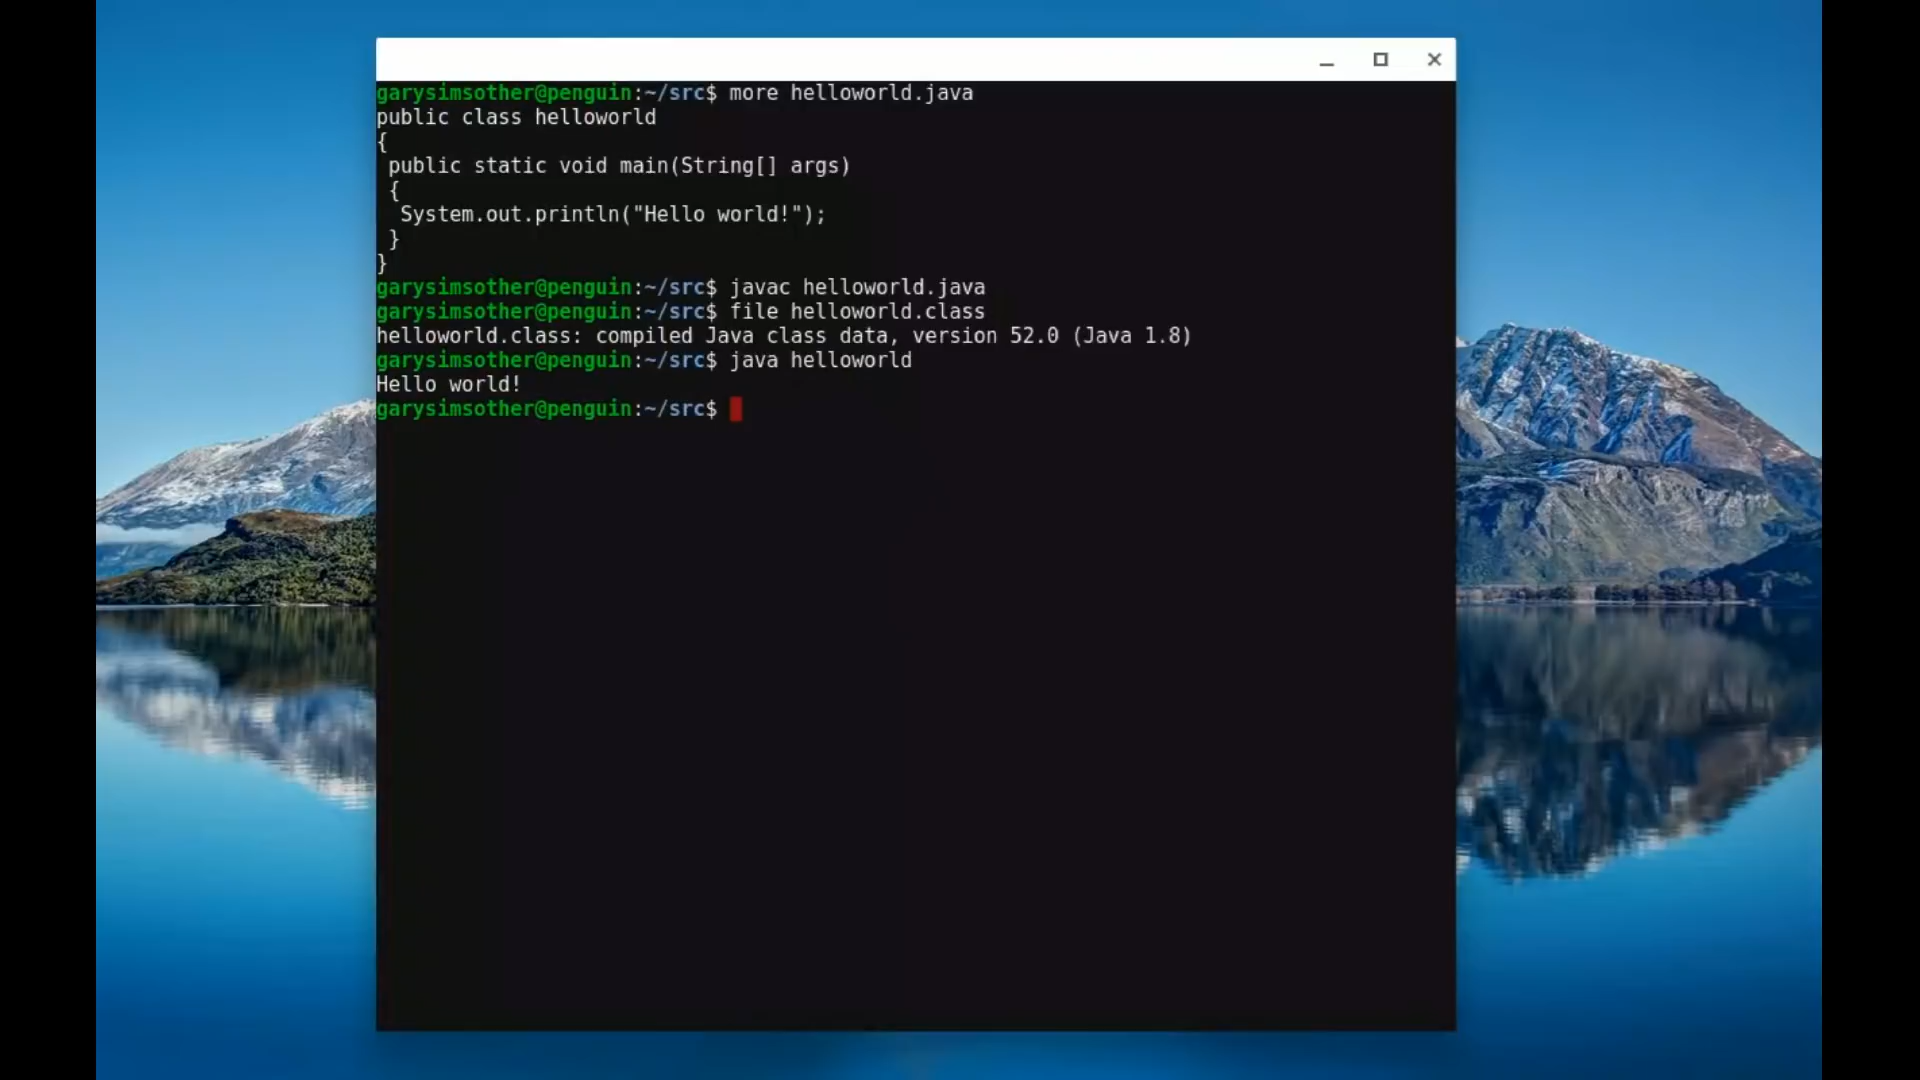 garysimsother@penguin:~/src$ more helloworld.java
public class helloworld
{
 public static void main(String[] args)
 {
  System.out.println("Hello world!");
 }
}
garysimsother@penguin:~/src$ javac helloworld.java
garysimsother@penguin:~/src$ file helloworld.class
helloworld.class: compiled Java class data, version 52.0 (Java 1.8)
garysimsother@penguin:~/src$ java helloworld
Hello world!
garysimsother@penguin:~/src$